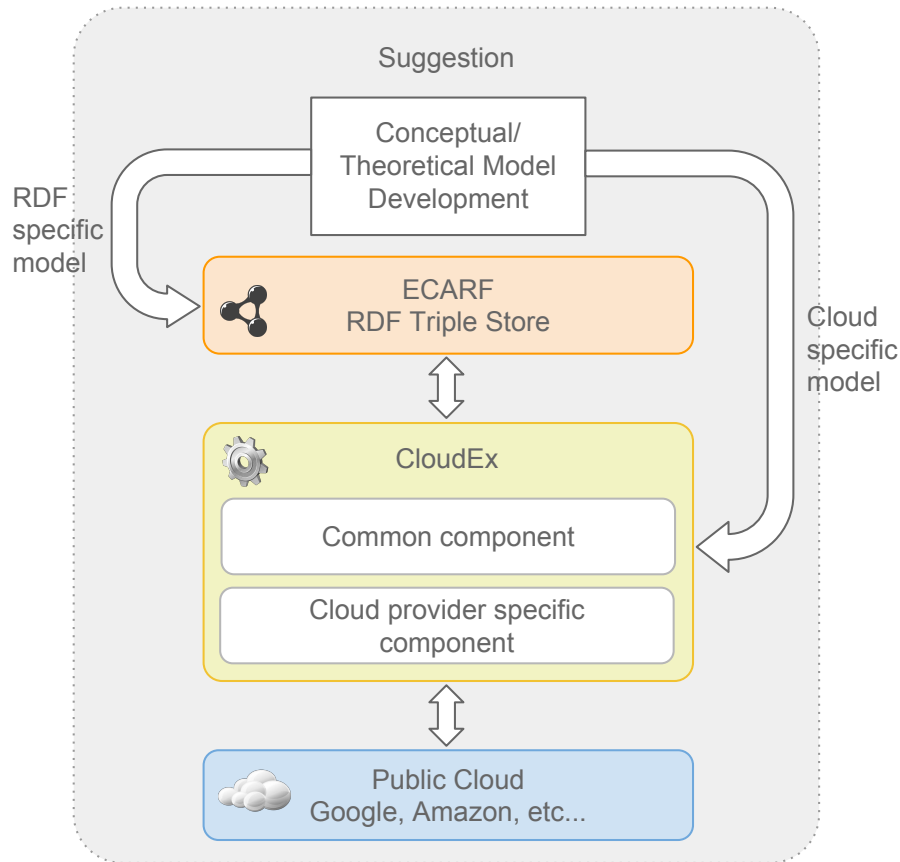 Suggestion
Conceptual/
Theoretical Model
Development
RDF
specific
model
ECARF
RDF Triple Store
Cloud
specific
model
CloudEx
Common component
Cloud provider specific
component
Public Cloud
Google, Amazon, etc...